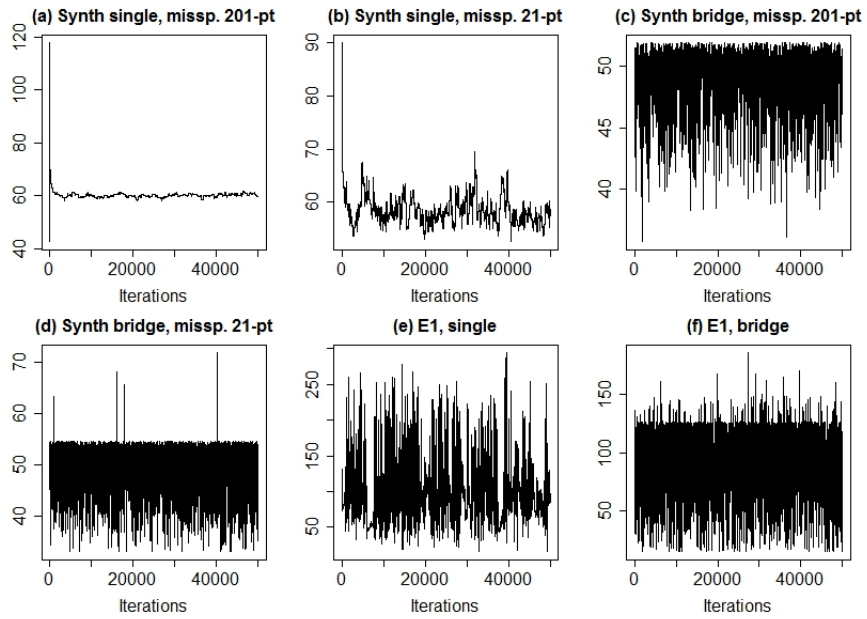 (a) Synth single, missp. 201-pt
(b) Synth single, missp. 21-pt
(c) Synth bridge, missp. 201-pt
120
100
80
60
40
0 20000 40000
Iterations
90
80
70
60
0 20000 40000
Iterations
50
45
40
0 20000 40000
Iterations
(d) Synth bridge, missp. 21-pt
(e) E1, single
(f) E1, bridge
70
60
50
40
0 20000 40000
Iterations
250
150
50
0 20000 40000
Iterations
150
100
50
0 20000 40000
Iterations